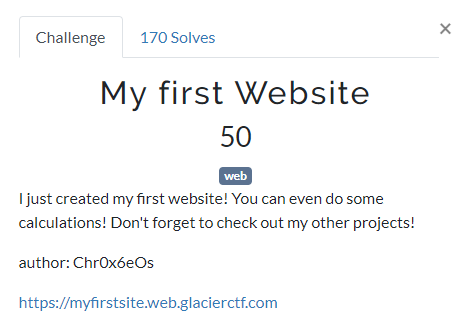 Challenge
170 Solves
×
My first Website
50
web
I just created my first website! You can even do some
calculations! Don't forget to check out my other projects!
author: Chr0x6eOs
https://myfirstsite.web.glacierctf.com